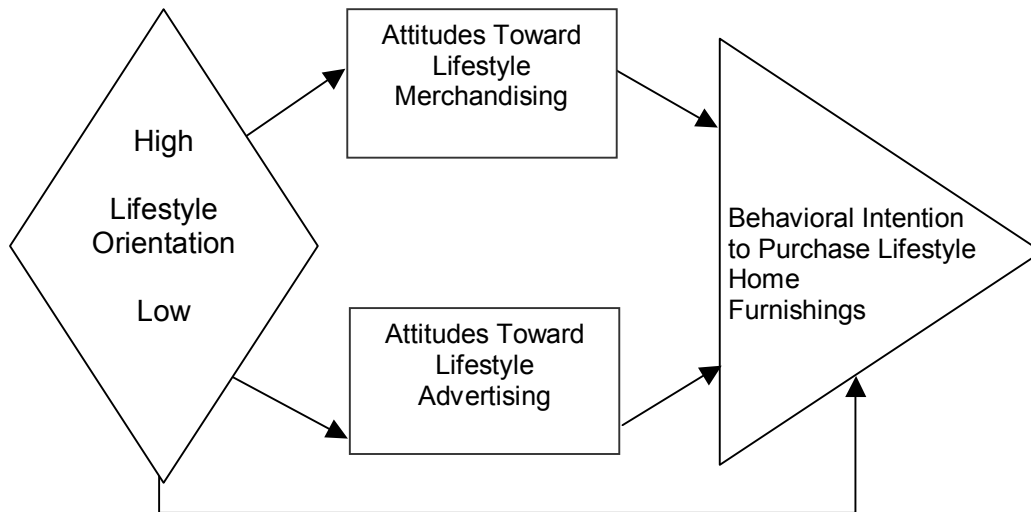 High
Lifestyle
Orientation
Low
Attitudes Toward
Lifestyle
Merchandising
Attitudes Toward
Lifestyle
Advertising
Behavioral Intention
to Purchase Lifestyle
Home
Furnishings